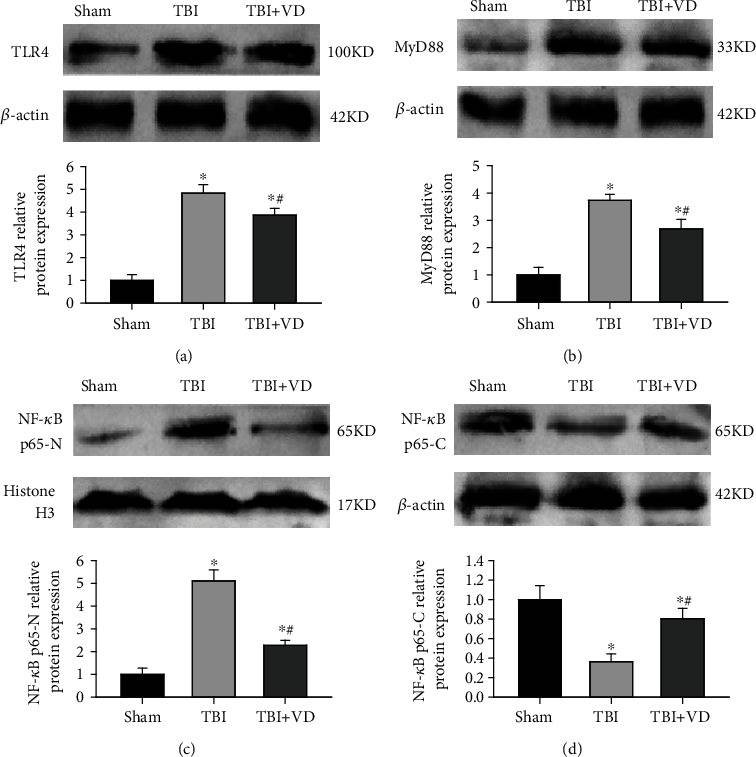 Sham TBI TBI+VD
TLR4 100KD
β-actin 42KD
TLR4 relative
protein expression
6
5
4
3
2
1
0
* *#
Sham TBI TBI+VD
(a)
Sham TBI TBI+VD
MyD88 33KD
β-actin 42KD
MyD88 relative
protein expression
5
4
3
2
1
0
* *#
Sham TBI TBI+VD
(b)
Sham TBI TBI+VD
NF-κB
p65-N
65KD
Histone
H3
17KD
NF-κB p65-N relative
protein expression
6
5
4
3
2
1
0
* *#
Sham TBI TBI+VD
(c)
Sham TBI TBI+VD
NF-κB
p65-C
65KD
β-actin 42KD
NF-κB p65-C relative
protein expression
1.4
1.2
1.0
0.8
0.6
0.4
0.2
0.0
* *#
Sham TBI TBI+VD
(d)